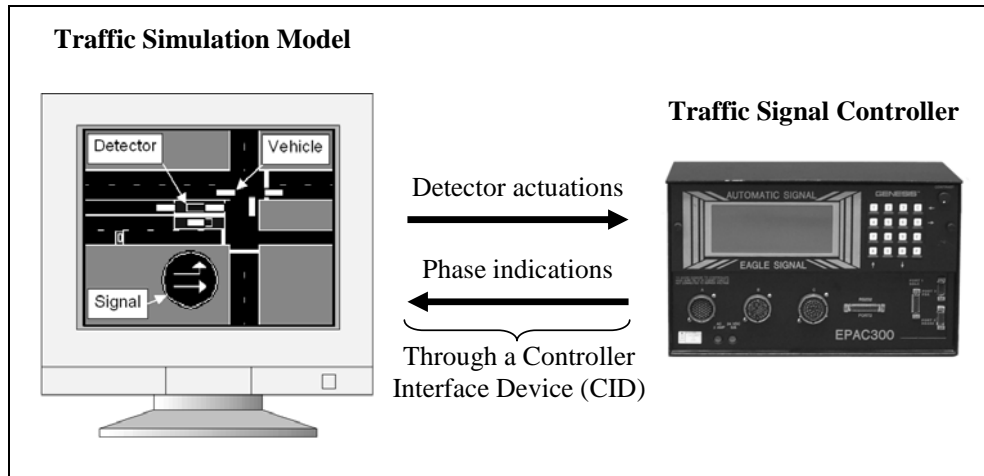 Traffic Simulation Model
Traffic Signal Controller
Detector
Vehicle
Signal
Detector actuations
Phase indications
Through a Controller
Interface Device (CID)
AUTOMATIC SIGNAL
EAGLE SIGNAL
EPAC300